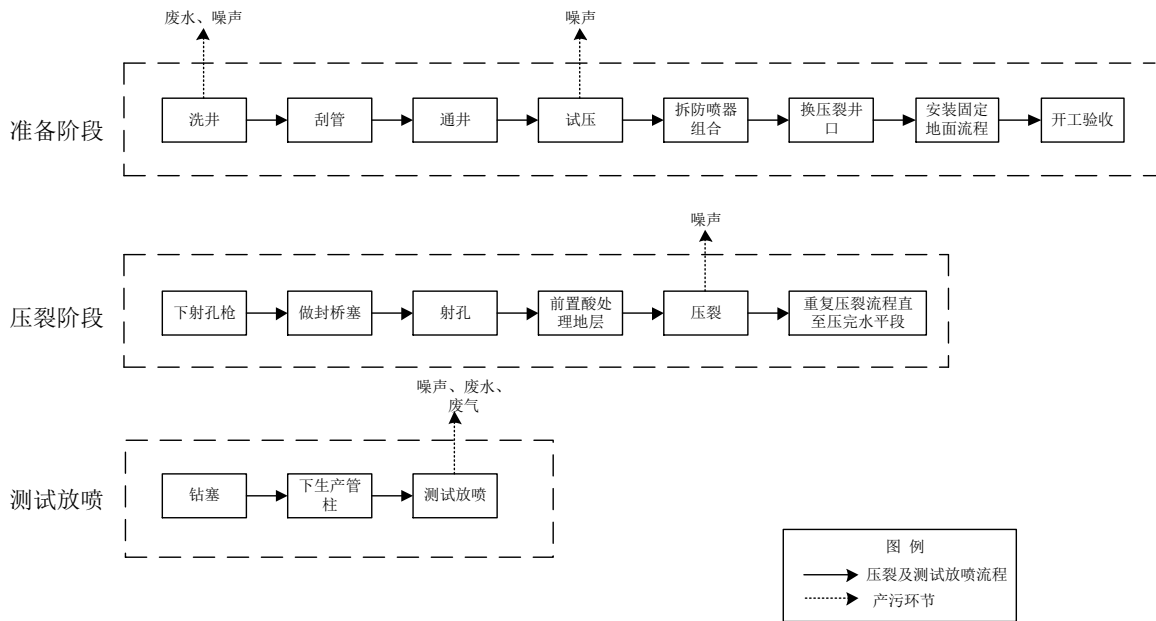 废水、噪声
噪声
准备阶段
洗井
刮管
通井
试压
拆防喷器
组合
换压裂井
口
安装固定
地面流程
开工验收
噪声
压裂阶段
下射孔枪
做封桥塞
射孔
前置酸处
理地层
压裂
重复压裂流程直
至压完水平段
噪声、废水、
废气
测试放喷
钻塞
下生产管
柱
测试放喷
图 例
压裂及测试放喷流程
产污环节